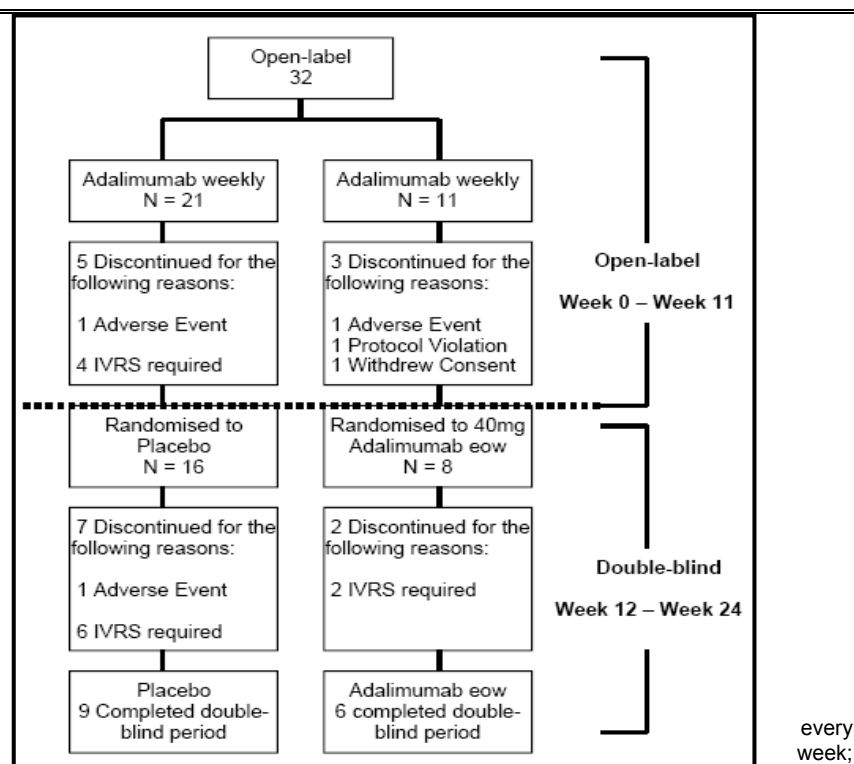 Open-label
32
Adalimumab weekly
N = 21
Adalimumab weekly
N = 11
5 Discontinued for the
following reasons:
1 Adverse Event
4 IVRS required
3 Discontinued for the
following reasons:
1 Adverse Event
1 Protocol Violation
1 Withdrew Consent
Open-label
Week 0 – Week 11
Randomised to
Placebo
N = 16
Randomised to 40mg
Adalimumab eow
N = 8
7 Discontinued for the
following reasons:
1 Adverse Event
6 IVRS required
2 Discontinued for the
following reasons:
2 IVRS required
Double-blind
Week 12 – Week 24
Placebo
9 Completed double-
blind period
Adalimumab eow
6 completed double-
blind period
every
week;